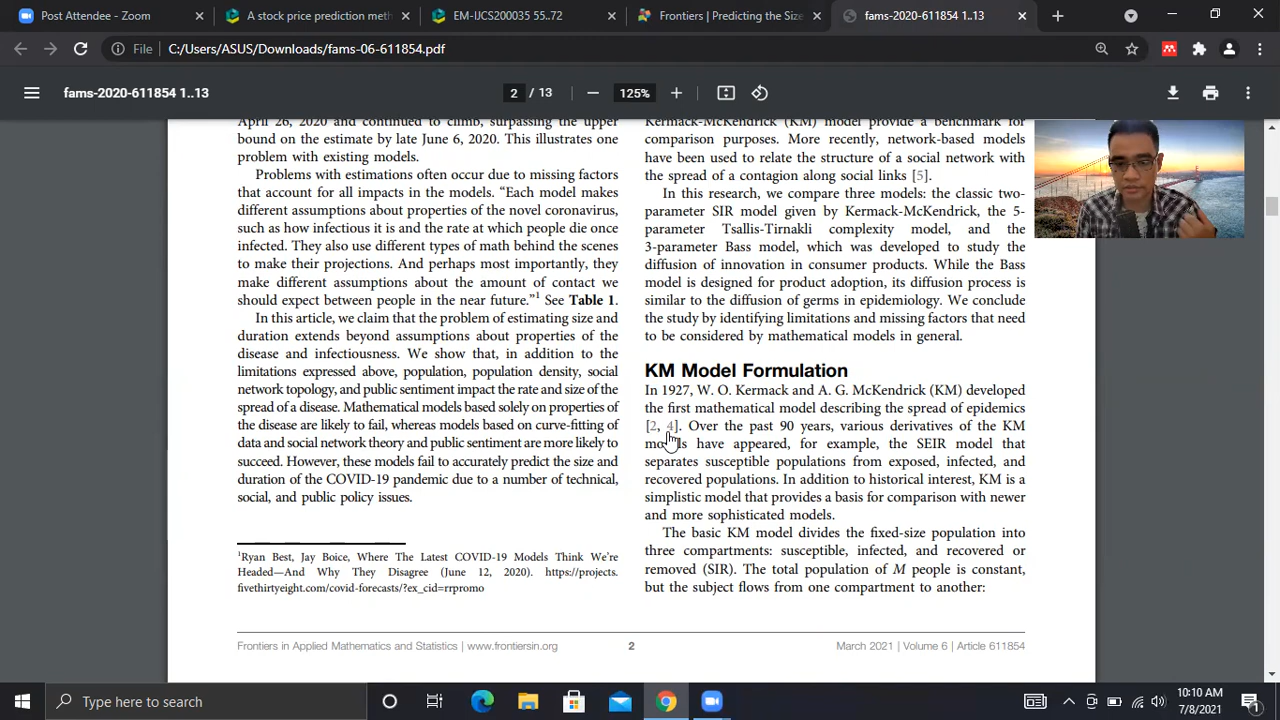 Post Attendee - Zoom
A stock price prediction meth
EM-IJCS200035 55..72
Frontiers | Predicting the Size
fams-2020-611854 1..13
File
C:/Users/ASUS/Downloads/fams-06-611854.pdf
fams-2020-611854 1..13
2 / 13
125%
April 26, 2020 and continued to climb, surpassing the upper
bound on the estimate by late June 6, 2020. This illustrates one
problem with existing models.
Problems with estimations often occur due to missing factors
that account for all impacts in the models. “Each model makes
different assumptions about properties of the novel coronavirus,
such as how infectious it is and the rate at which people die once
infected. They also use different types of math behind the scenes
to make their projections. And perhaps most importantly, they
make different assumptions about the amount of contact we
should expect between people in the near future.”1 See Table 1.
In this article, we claim that the problem of estimating size and
duration extends beyond assumptions about properties of the
disease and infectiousness. We show that, in addition to the
limitations expressed above, population, population density, social
network topology, and public sentiment impact the rate and size of the
spread of a disease. Mathematical models based solely on properties of
the disease are likely to fail, whereas models based on curve-fitting of
data and social network theory and public sentiment are more likely to
succeed. However, these models fail to accurately predict the size and
duration of the COVID-19 pandemic due to a number of technical,
social, and public policy issues.
1Ryan Best, Jay Boice, Where The Latest COVID-19 Models Think We’re
Headed—And Why They Disagree (June 12, 2020). https://projects.
fivethirtyeight.com/covid-forecasts/?ex_cid=rrpromo
Kermack-McKendrick (KM) model provide a benchmark for
comparison purposes. More recently, network-based models
have been used to relate the structure of a social network with
the spread of a contagion along social links [5].
In this research, we compare three models: the classic two-
parameter SIR model given by Kermack-McKendrick, the 5-
parameter Tsallis-Tirnakli complexity model, and the
3-parameter Bass model, which was developed to study the
diffusion of innovation in consumer products. While the Bass
model is designed for product adoption, its diffusion process is
similar to the diffusion of germs in epidemiology. We conclude
the study by identifying limitations and missing factors that need
to be considered by mathematical models in general.
KM Model Formulation
In 1927, W. O. Kermack and A. G. McKendrick (KM) developed
the first mathematical model describing the spread of epidemics
[2, 4]. Over the past 90 years, various derivatives of the KM
models have appeared, for example, the SEIR model that
separates susceptible populations from exposed, infected, and
recovered populations. In addition to historical interest, KM is a
simplistic model that provides a basis for comparison with newer
and more sophisticated models.
The basic KM model divides the fixed-size population into
three compartments: susceptible, infected, and recovered or
removed (SIR). The total population of M people is constant,
but the subject flows from one compartment to another:
Frontiers in Applied Mathematics and Statistics | www.frontiersin.org
2
March 2021 | Volume 6 | Article 611854
Type here to search
10:10 AM
7/8/2021
1